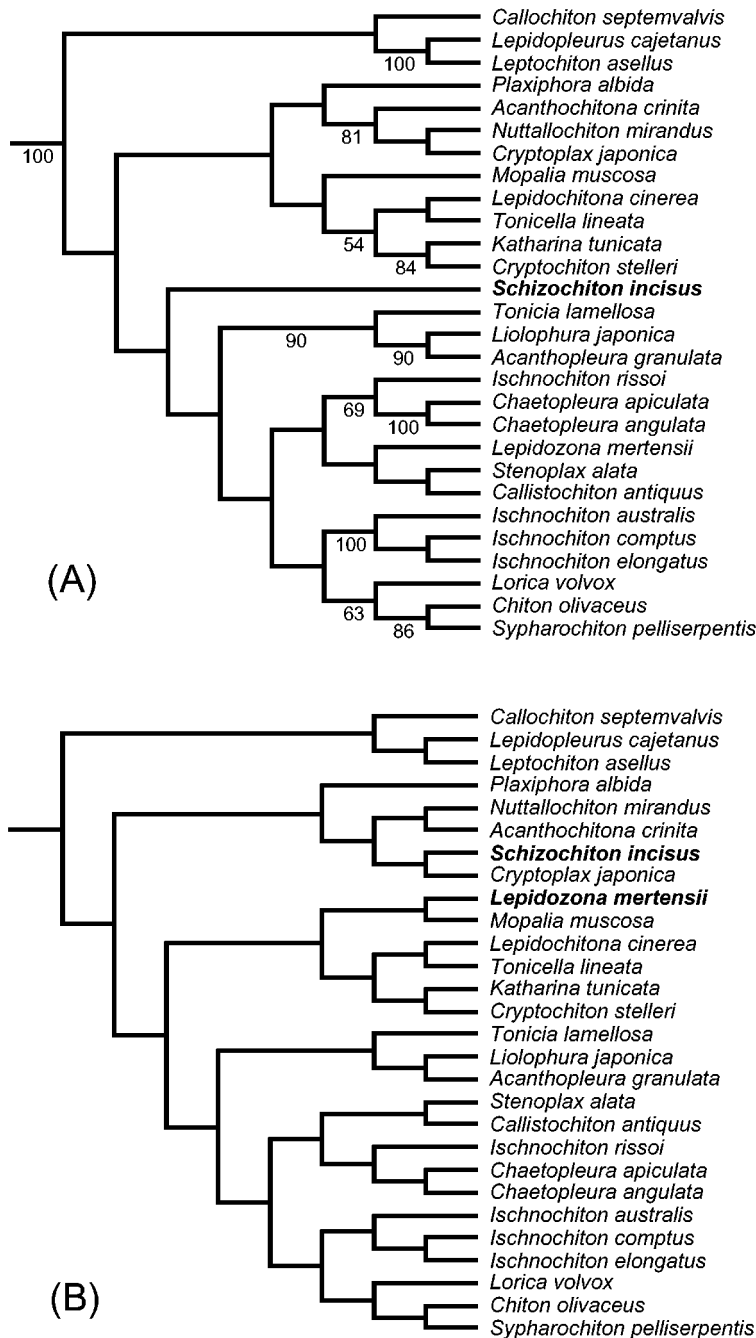 Callochiton septemvalvis
Lepidopleurus cajetanus
100
Leptochiton asellus
Plaxiphora albida
Acanthochitona crinita
81
Nuttallochiton mirandus
100
Cryptoplax japonica
Mopalia muscosa
Lepidochitona cinerea
Tonicella lineata
54
Katharina tunicata
84
Cryptochiton stelleri
Schizochiton incisus
Tonicia lamellosa
90
Liolophura japonica
90
Acanthopleura granulata
Ischnochiton rissoi
69
Chaetopleura apiculata
100
Chaetopleura angulata
Lepidozona mertensii
Stenoplax alata
Callistochiton antiquus
Ischnochiton australis
100
Ischnochiton comptus
Ischnochiton elongatus
(A)
Lorica volvox
63
Chiton olivaceus
86
Sypharochiton pelliserpentis
Callochiton septemvalvis
Lepidopleurus cajetanus
Leptochiton asellus
Plaxiphora albida
Nuttallochiton mirandus
Acanthochitona crinita
Schizochiton incisus
Cryptoplax japonica
Lepidozona mertensii
Mopalia muscosa
Lepidochitona cinerea
Tonicella lineata
Katharina tunicata
Cryptochiton stelleri
Tonicia lamellosa
Liolophura japonica
Acanthopleura granulata
Stenoplax alata
Callistochiton antiquus
Ischnochiton rissoi
Chaetopleura apiculata
Chaetopleura angulata
Ischnochiton australis
Ischnochiton comptus
Ischnochiton elongatus
Lorica volvox
(B)
Chiton olivaceus
Sypharochiton pelliserpentis